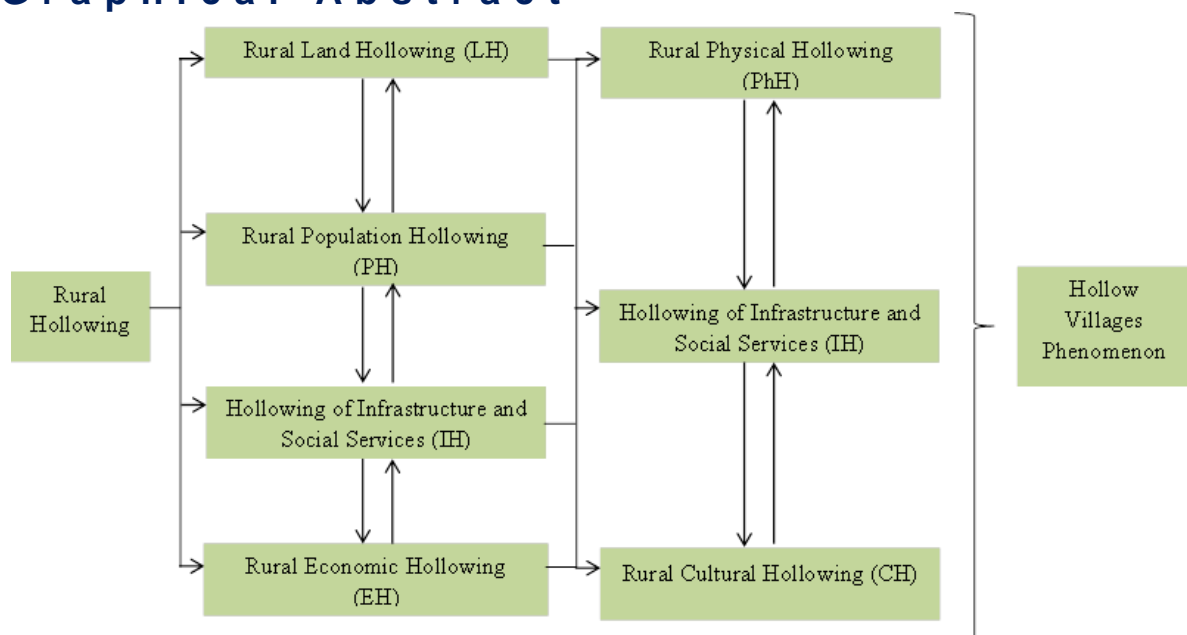 Graphical Abstract
Rural Land Hollowing (LH)
Rural Population Hollowing
(PH)
Rural
Hollowing
Hollowing of Infrastructure and
Social Services (IH)
Rural Economic Hollowing
(EH)
Rural Physical Hollowing
(PhH)
Hollowing of Infrastructure and
Social Services (IH)
Rural Cultural Hollowing (CH)
Hollow
Villages
Phenomenon